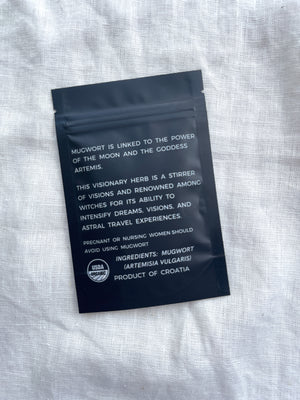 MUGWORT IS LINKED TO THE POWER
OF THE MOON AND THE GODDESS
ARTEMIS.
THIS VISIONARY HERB IS A STIRRER
OF VISIONS AND RENOWNED AMONG
WITCHES FOR ITS ABILITY TO
INTENSIFY DREAMS, VISIONS, AND
ASTRAL TRAVEL EXPERIENCES.
PREGNANT OR NURSING WOMEN SHOULD
AVOID USING MUGWORT
USDA
ORGANIC
INGREDIENTS: MUGWORT
(ARTEMISIA VULGARIS)
PRODUCT OF CROATIA